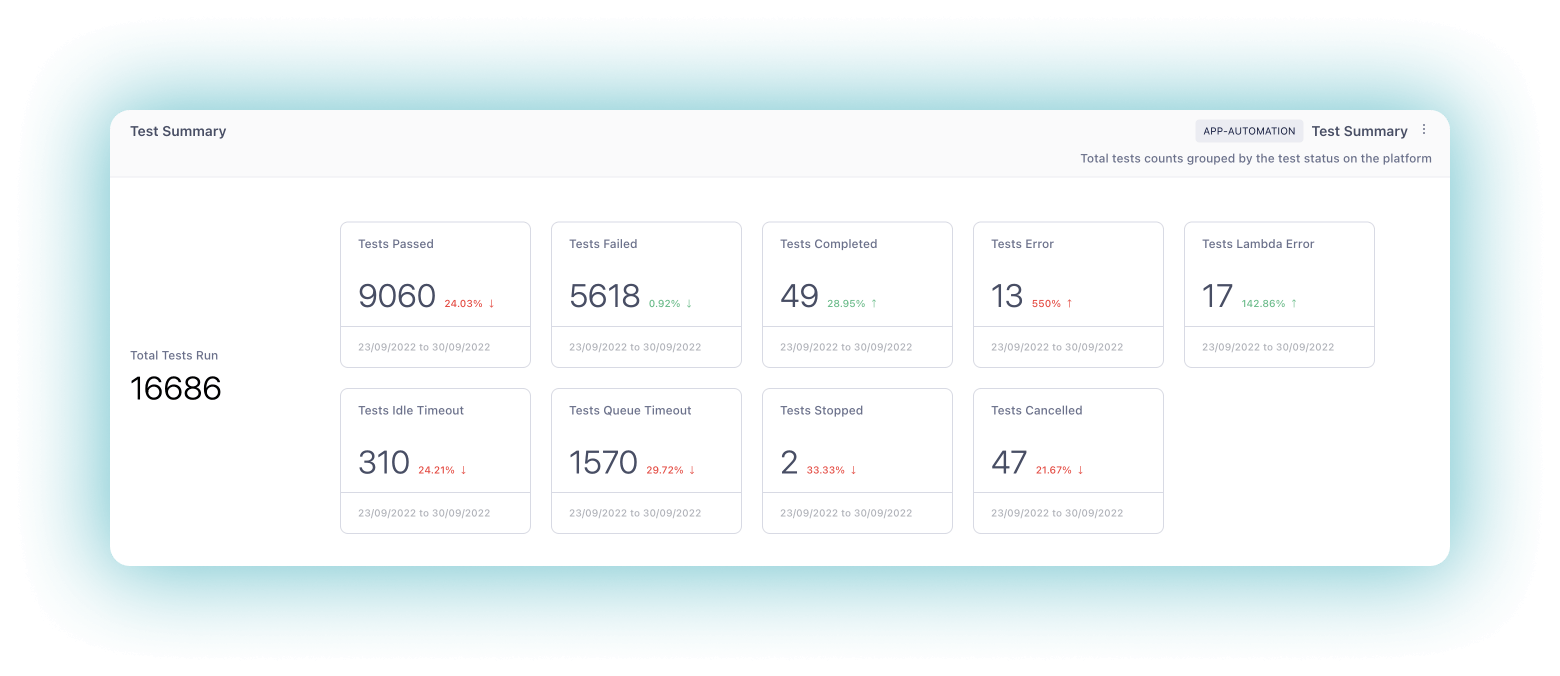 Test Summary
APP-AUTOMATION Test Summary
Total tests counts grouped by the test status on the platform
Total Tests Run
16686
Tests Passed
9060 24.03% ↓
23/09/2022 to 30/09/2022
Tests Failed
5618 0.92% ↓
23/09/2022 to 30/09/2022
Tests Completed
49 28.95% ↑
23/09/2022 to 30/09/2022
Tests Error
13 550% ↑
23/09/2022 to 30/09/2022
Tests Lambda Error
17 142.86% ↑
23/09/2022 to 30/09/2022
Tests Idle Timeout
310 24.21% ↓
23/09/2022 to 30/09/2022
Tests Queue Timeout
1570 29.72% ↓
23/09/2022 to 30/09/2022
Tests Stopped
2 33.33% ↓
23/09/2022 to 30/09/2022
Tests Cancelled
47 21.67% ↓
23/09/2022 to 30/09/2022